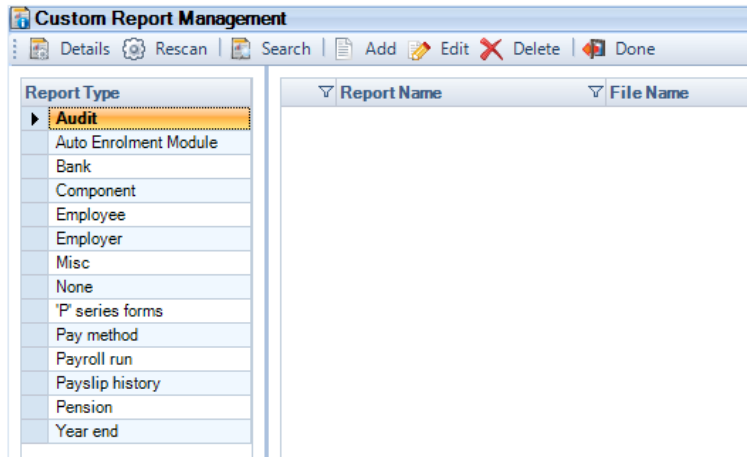 Custom Report Management
Details Rescan Search Add Edit Delete Done
Report Type Report Name File Name
Audit
Auto Enrolment Module
Bank
Component
Employee
Employer
Misc
None
'P' series forms
Pay method
Payroll run
Payslip history
Pension
Year end